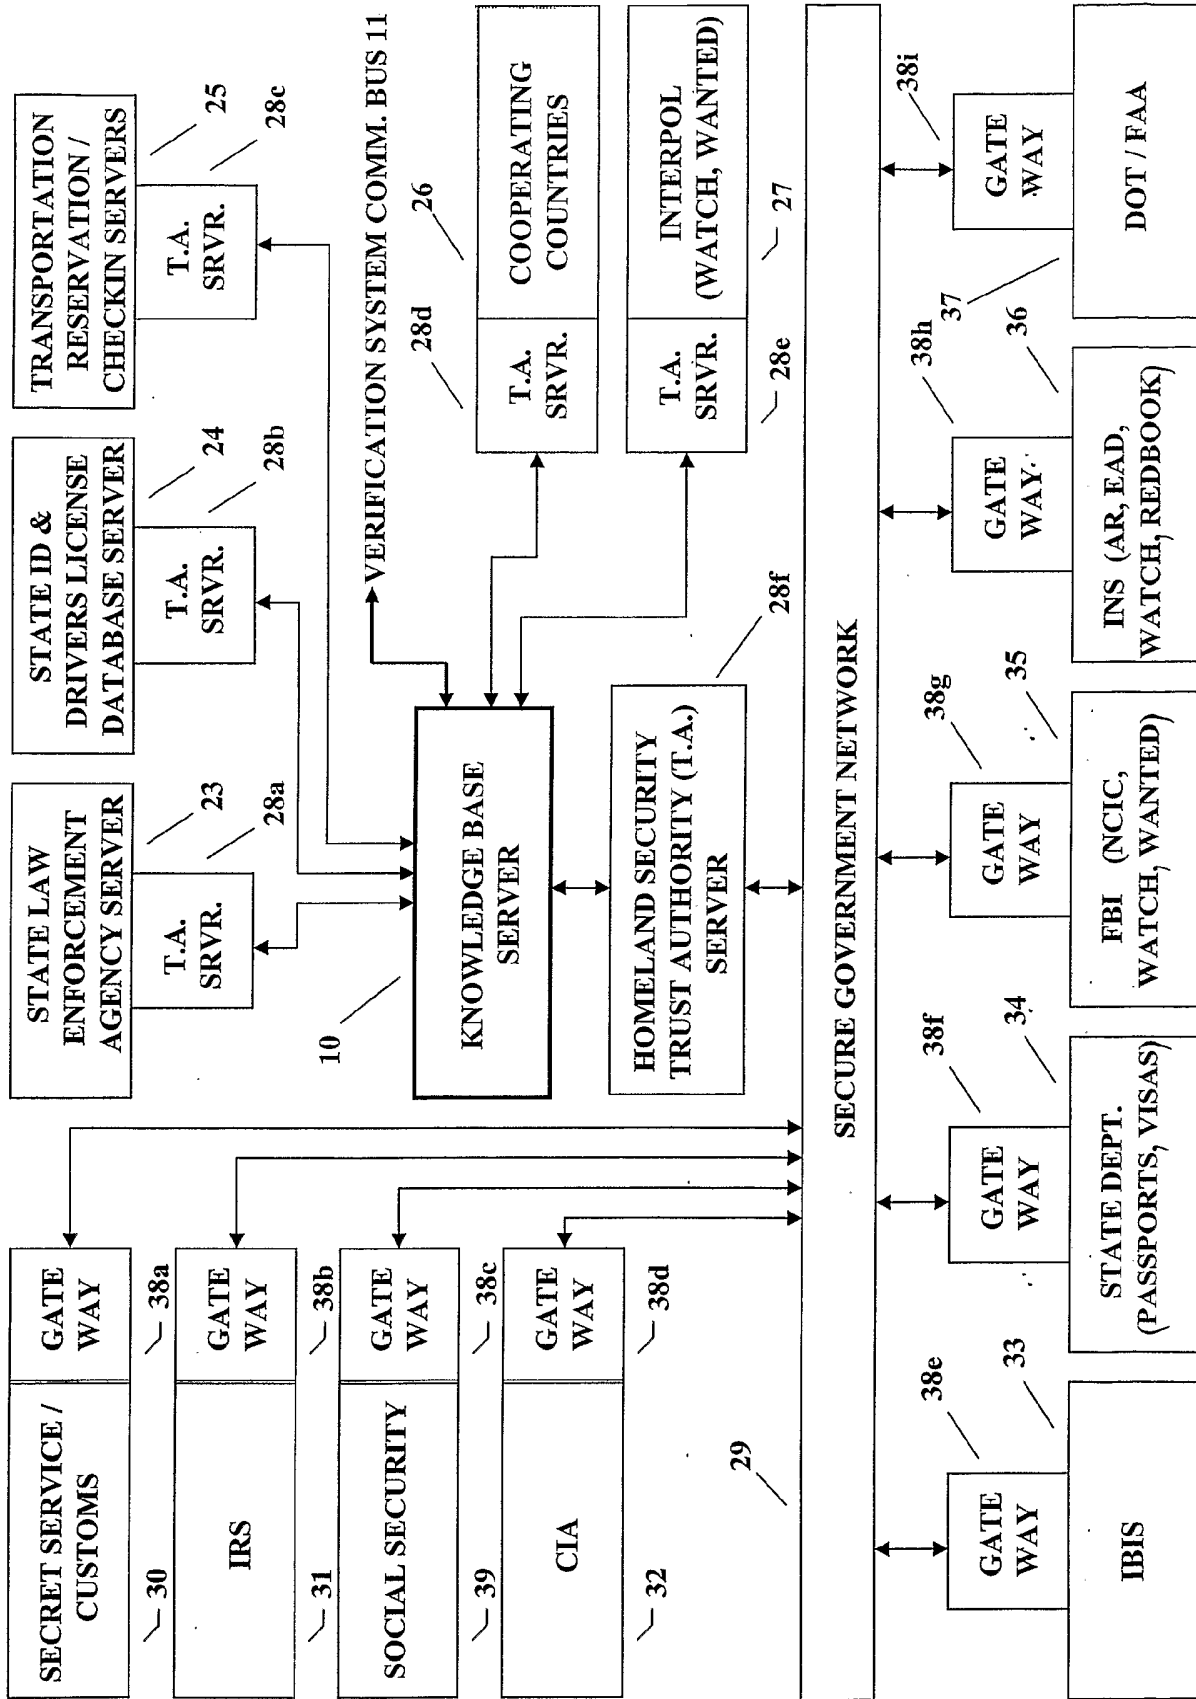 SECRET SERVICE /
CUSTOMS
GATE
WAY
30
38a
IRS
GATE
WAY
31
38b
SOCIAL SECURITY
GATE
WAY
39
38c
CIA
GATE
WAY
32
38d
STATE LAW
ENFORCEMENT
AGENCY SERVER
23
T.A.
SRVR.
28a
STATE ID &
DRIVERS LICENSE
DATABASE SERVER
24
T.A.
SRVR.
28b
TRANSPORTATION
RESERVATION /
CHECKIN SERVERS
25
T.A.
SRVR.
28c
VERIFICATION SYSTEM COMM. BUS 11
10
KNOWLEDGE BASE
SERVER
28d
26
T.A.
SRVR.
COOPERATING
COUNTRIES
T.A.
SRVR.
INTERPOL
(WATCH, WANTED)
28e
27
HOMELAND SECURITY
TRUST AUTHORITY (T.A.)
SERVER
28f
29
SECURE GOVERNMENT NETWORK
38e
GATE
WAY
33
IBIS
38f
GATE
WAY
34
STATE DEPT.
(PASSPORTS, VISAS)
38g
GATE
WAY
35
FBI (NCIC,
WATCH, WANTED)
38h
GATE
WAY
36
INS (AR, EAD,
WATCH, REDBOOK)
38i
GATE
WAY
37
DOT / FAA